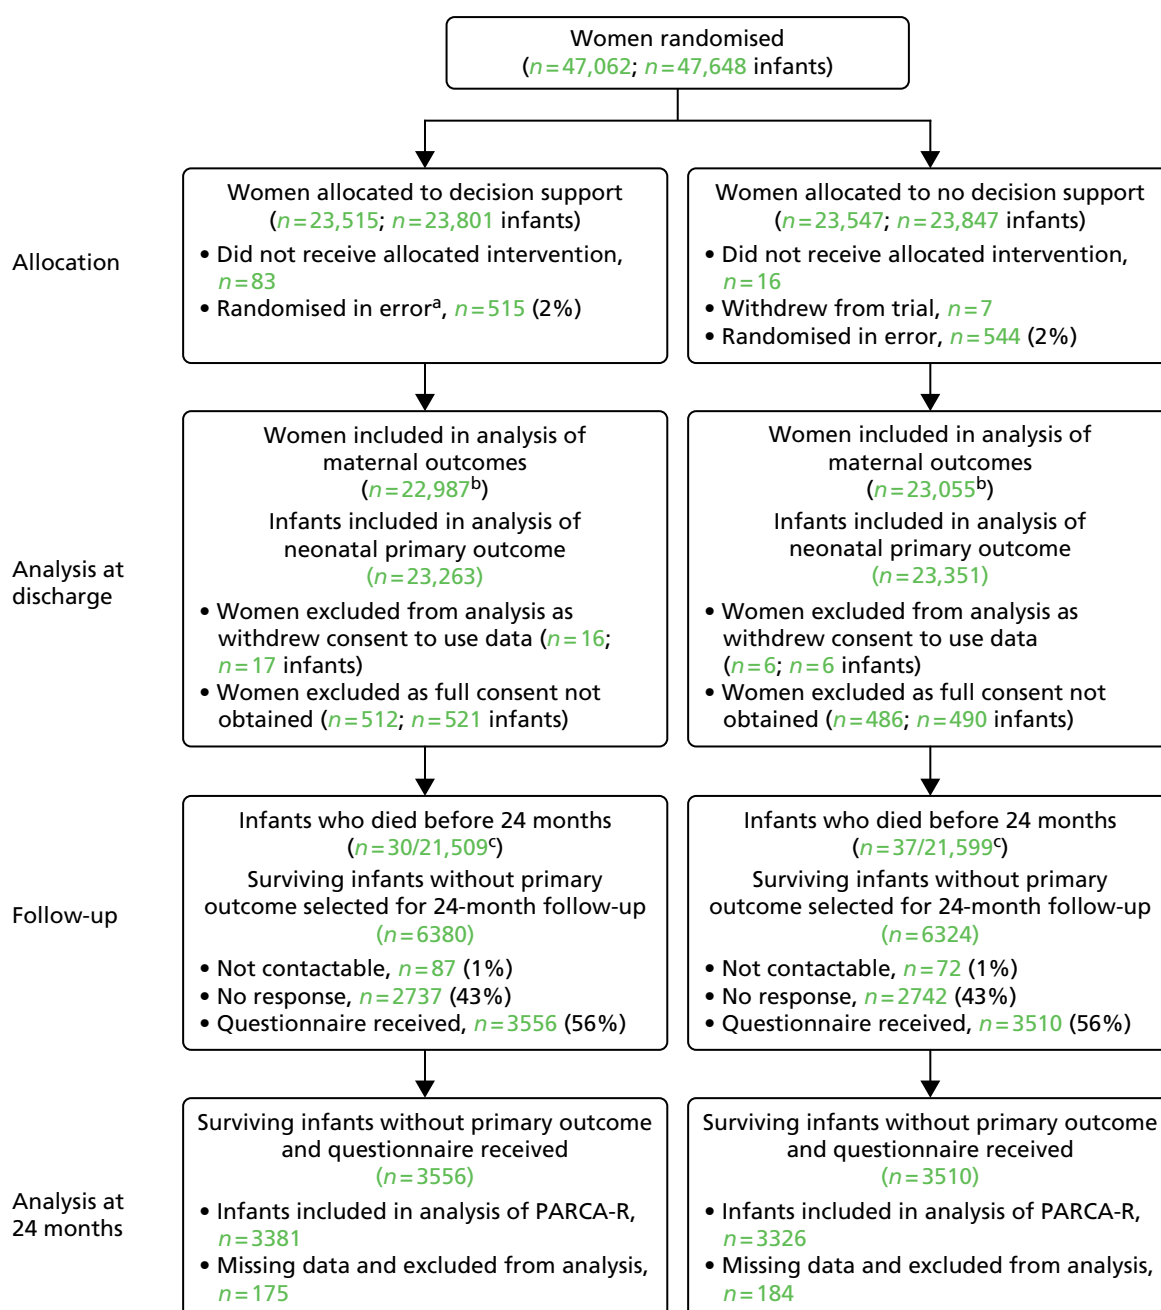 Women randomised
(n=47,062; n=47,648 infants)
Allocation
Women allocated to decision support
(n=23,515; n=23,801 infants)
• Did not receive allocated intervention,
n=83
• Randomised in errorᵃ, n=515 (2%)
Women allocated to no decision support
(n=23,547; n=23,847 infants)
• Did not receive allocated intervention,
n=16
• Withdrew from trial, n=7
• Randomised in error, n=544 (2%)
Analysis at
discharge
Women included in analysis of
maternal outcomes
(n=22,987ᵇ)
Infants included in analysis of
neonatal primary outcome
(n=23,263)
• Women excluded from analysis as
withdrew consent to use data (n=16;
n=17 infants)
• Women excluded as full consent not
obtained (n=512; n=521 infants)
Women included in analysis of
maternal outcomes
(n=23,055ᵇ)
Infants included in analysis of
neonatal primary outcome
(n=23,351)
• Women excluded from analysis as
withdrew consent to use data
(n=6; n=6 infants)
• Women excluded as full consent not
obtained (n=486; n=490 infants)
Follow-up
Infants who died before 24 months
(n=30/21,509ᶜ)
Surviving infants without primary
outcome selected for 24-month follow-up
(n=6380)
• Not contactable, n=87 (1%)
• No response, n=2737 (43%)
• Questionnaire received, n=3556 (56%)
Infants who died before 24 months
(n=37/21,599ᶜ)
Surviving infants without primary
outcome selected for 24-month follow-up
(n=6324)
• Not contactable, n=72 (1%)
• No response, n=2742 (43%)
• Questionnaire received, n=3510 (56%)
Analysis at
24 months
Surviving infants without primary outcome
and questionnaire received
(n=3556)
• Infants included in analysis of PARCA-R,
n=3381
• Missing data and excluded from analysis,
n=175
Surviving infants without primary outcome
and questionnaire received
(n=3510)
• Infants included in analysis of PARCA-R,
n=3326
• Missing data and excluded from analysis,
n=184